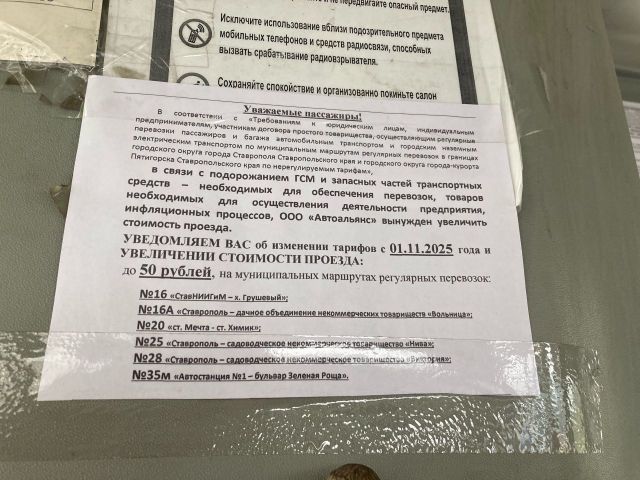 и не передвигайте опасный предмет.
Исключите использование вблизи подозрительного предмета
мобильных телефонов и средств радиосвязи, способных
вызвать срабатывание радиовзрывателя.
Сохраняйте спокойствие и организованно покиньте салон
Уважаемые пассажиры!
В соответствии с «Требованиям к юридическим лицам, индивидуальным
предпринимателям, участникам договора простого товарищества, осуществляющим регулярные
перевозки пассажиров и багажа автомобильным транспортом и городским наземным
электрическим транспортом по муниципальным маршрутам регулярных перевозок в границах
городского округа города Ставрополя Ставропольского края и городского округа города-курорта
Пятигорска Ставропольского края по нерегулируемым тарифам»,
в связи с подорожанием ГСМ и запасных частей транспортных
средств – необходимых для обеспечения перевозок, товаров
необходимых для осуществления деятельности предприятия,
инфляционных процессов, ООО «Автоальянс» вынужден увеличить
стоимость проезда.
УВЕДОМЛЯЕМ ВАС об изменении тарифов с 01.11.2025 года и
УВЕЛИЧЕНИИ СТОИМОСТИ ПРОЕЗДА:
до 50 рублей, на муниципальных маршрутах регулярных перевозок:
№16 «СтавНИИГиМ – х. Грушевый»;
№16А «Ставрополь – дачное объединение некоммерческих товариществ «Вольница»;
№20 «ст. Мечта - ст. Химик»;
№25 «Ставрополь – садоводческое некоммерческое товарищество «Нива»;
№28 «Ставрополь – садоводческое некоммерческое товарищество «Виктория»;
№35м «Автостанция №1 – бульвар Зеленая Роща».